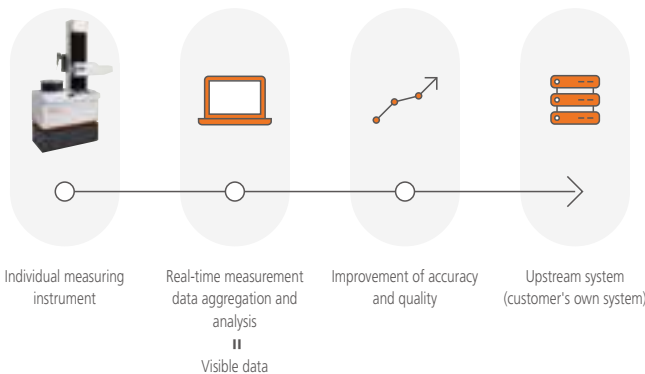 Individual measuring
instrument
Real-time measurement
data aggregation and
analysis
=
Visible data
Improvement of accuracy
and quality
Upstream system
(customer's own system)